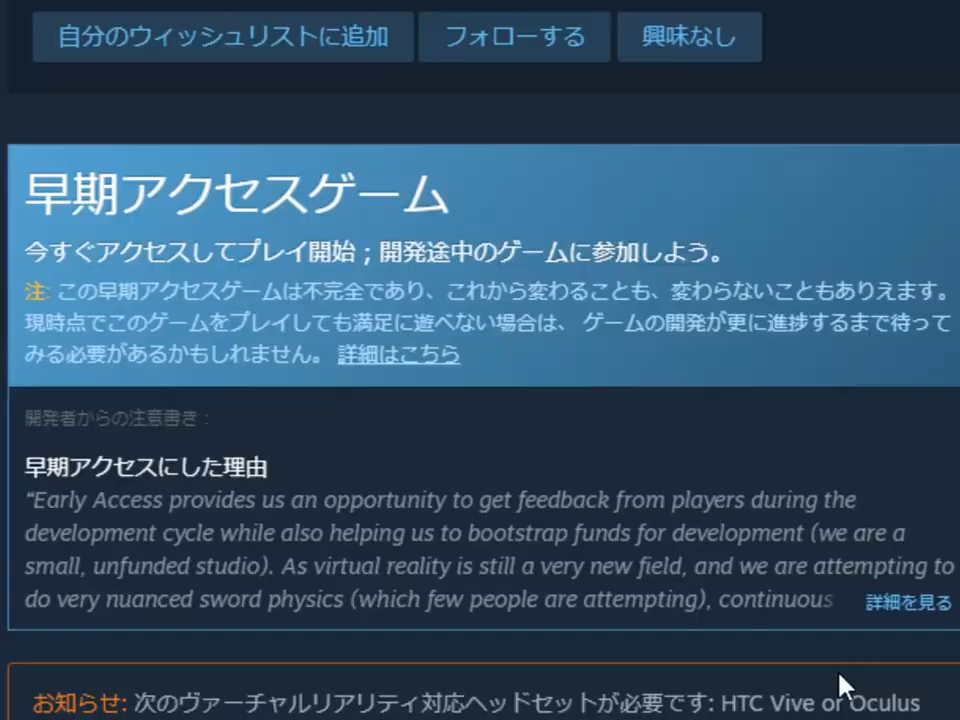 自分のウィッシュリストに追加 フォローする 興味なし
早期アクセスゲーム
今すぐアクセスしてプレイ開始；開発途中のゲームに参加しよう。
注: この早期アクセスゲームは不完全であり、これから変わることも、変わらないこともありえます。
現時点でこのゲームをプレイしても満足に遊べない場合は、 ゲームの開発が更に進捗するまで待って
みる必要があるかもしれません。 詳細はこちら
開発者からの注意書き：
早期アクセスにした理由
“Early Access provides us an opportunity to get feedback from players during the
development cycle while also helping us to bootstrap funds for development (we are a
small, unfunded studio). As virtual reality is still a very new field, and we are attempting to
do very nuanced sword physics (which few people are attempting), continuous 詳細を見る
お知らせ: 次のヴァーチャルリアリティ対応ヘッドセットが必要です: HTC Vive or Oculus